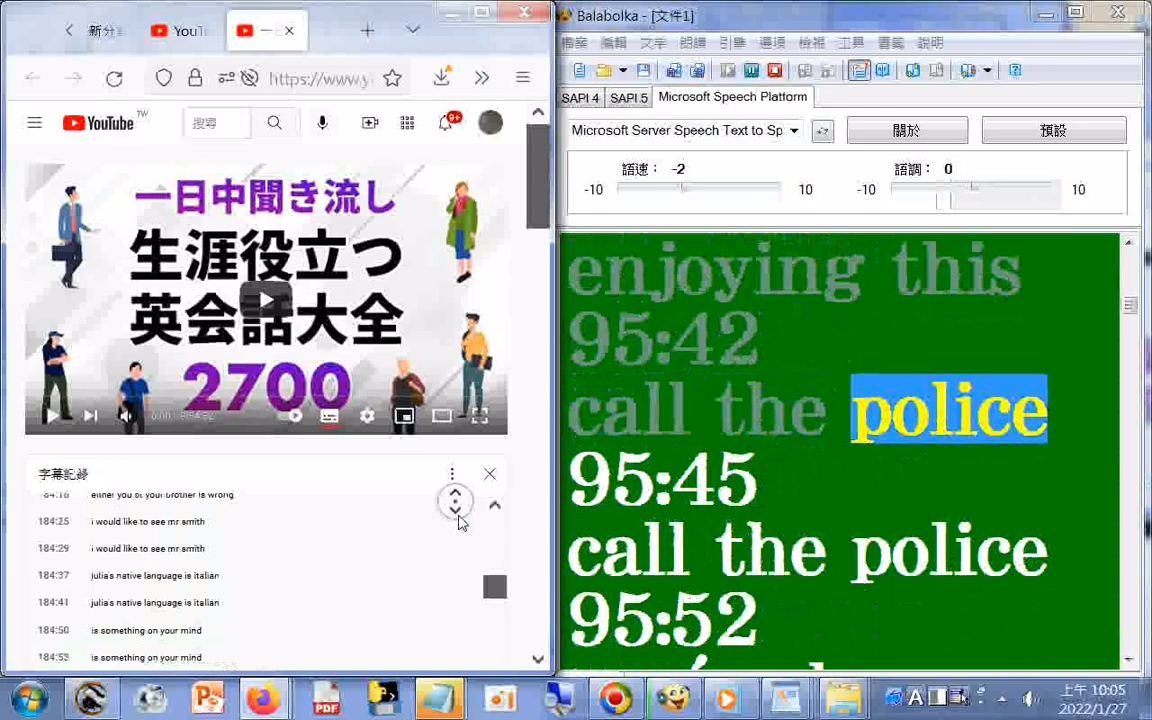 新分
YouT
一
https://www.y
YouTube TW
搜尋
9+
一日中聞き流し
生涯役立つ
英会話大全
2700
字幕記錄
184:16 either you or your brother is wrong
184:25 i would like to see mr smith
184:29 i would like to see mr smith
184:37 julia's native language is italian
184:41 julia's native language is italian
184:50 is something on your mind
184:53 is something on your mind
Balabolka - [文件1]
檔案 編輯 文字 朗讀 引擎 選項 檢視 工具 書籤 說明
SAPI 4 SAPI 5 Microsoft Speech Platform
Microsoft Server Speech Text to Sp
關於 預設
語速： -2 語調： 0
-10 10 -10 10
enjoying this
95:42
call the police
95:45
call the police
95:52
PDF
A
上午 10:05
2022/1/27